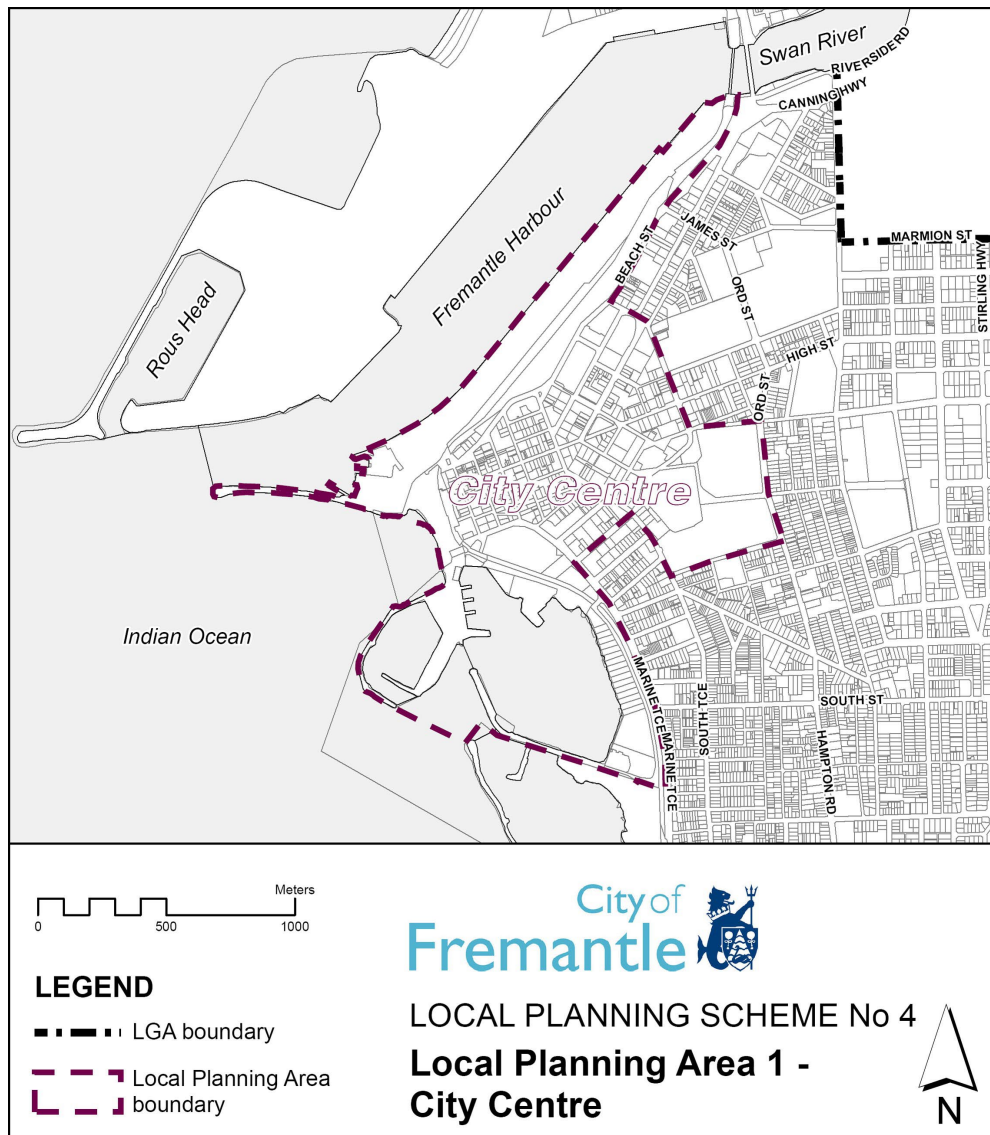 Swan River
RIVERSIDE RD
CANNING HWY
Fremantle Harbour
JAMES ST
MARMION ST
BEACH ST
STIRLING HWY
ORD ST
Rous Head
HIGH ST
ORD ST
City Centre
Indian Ocean
MARINE TCE
MARINE TCE
SOUTH TCE
SOUTH ST
HAMPTON RD
Meters
0 500 1000
City of
Fremantle
LEGEND
LGA boundary
Local Planning Area
boundary
LOCAL PLANNING SCHEME No 4
Local Planning Area 1 -
City Centre
N